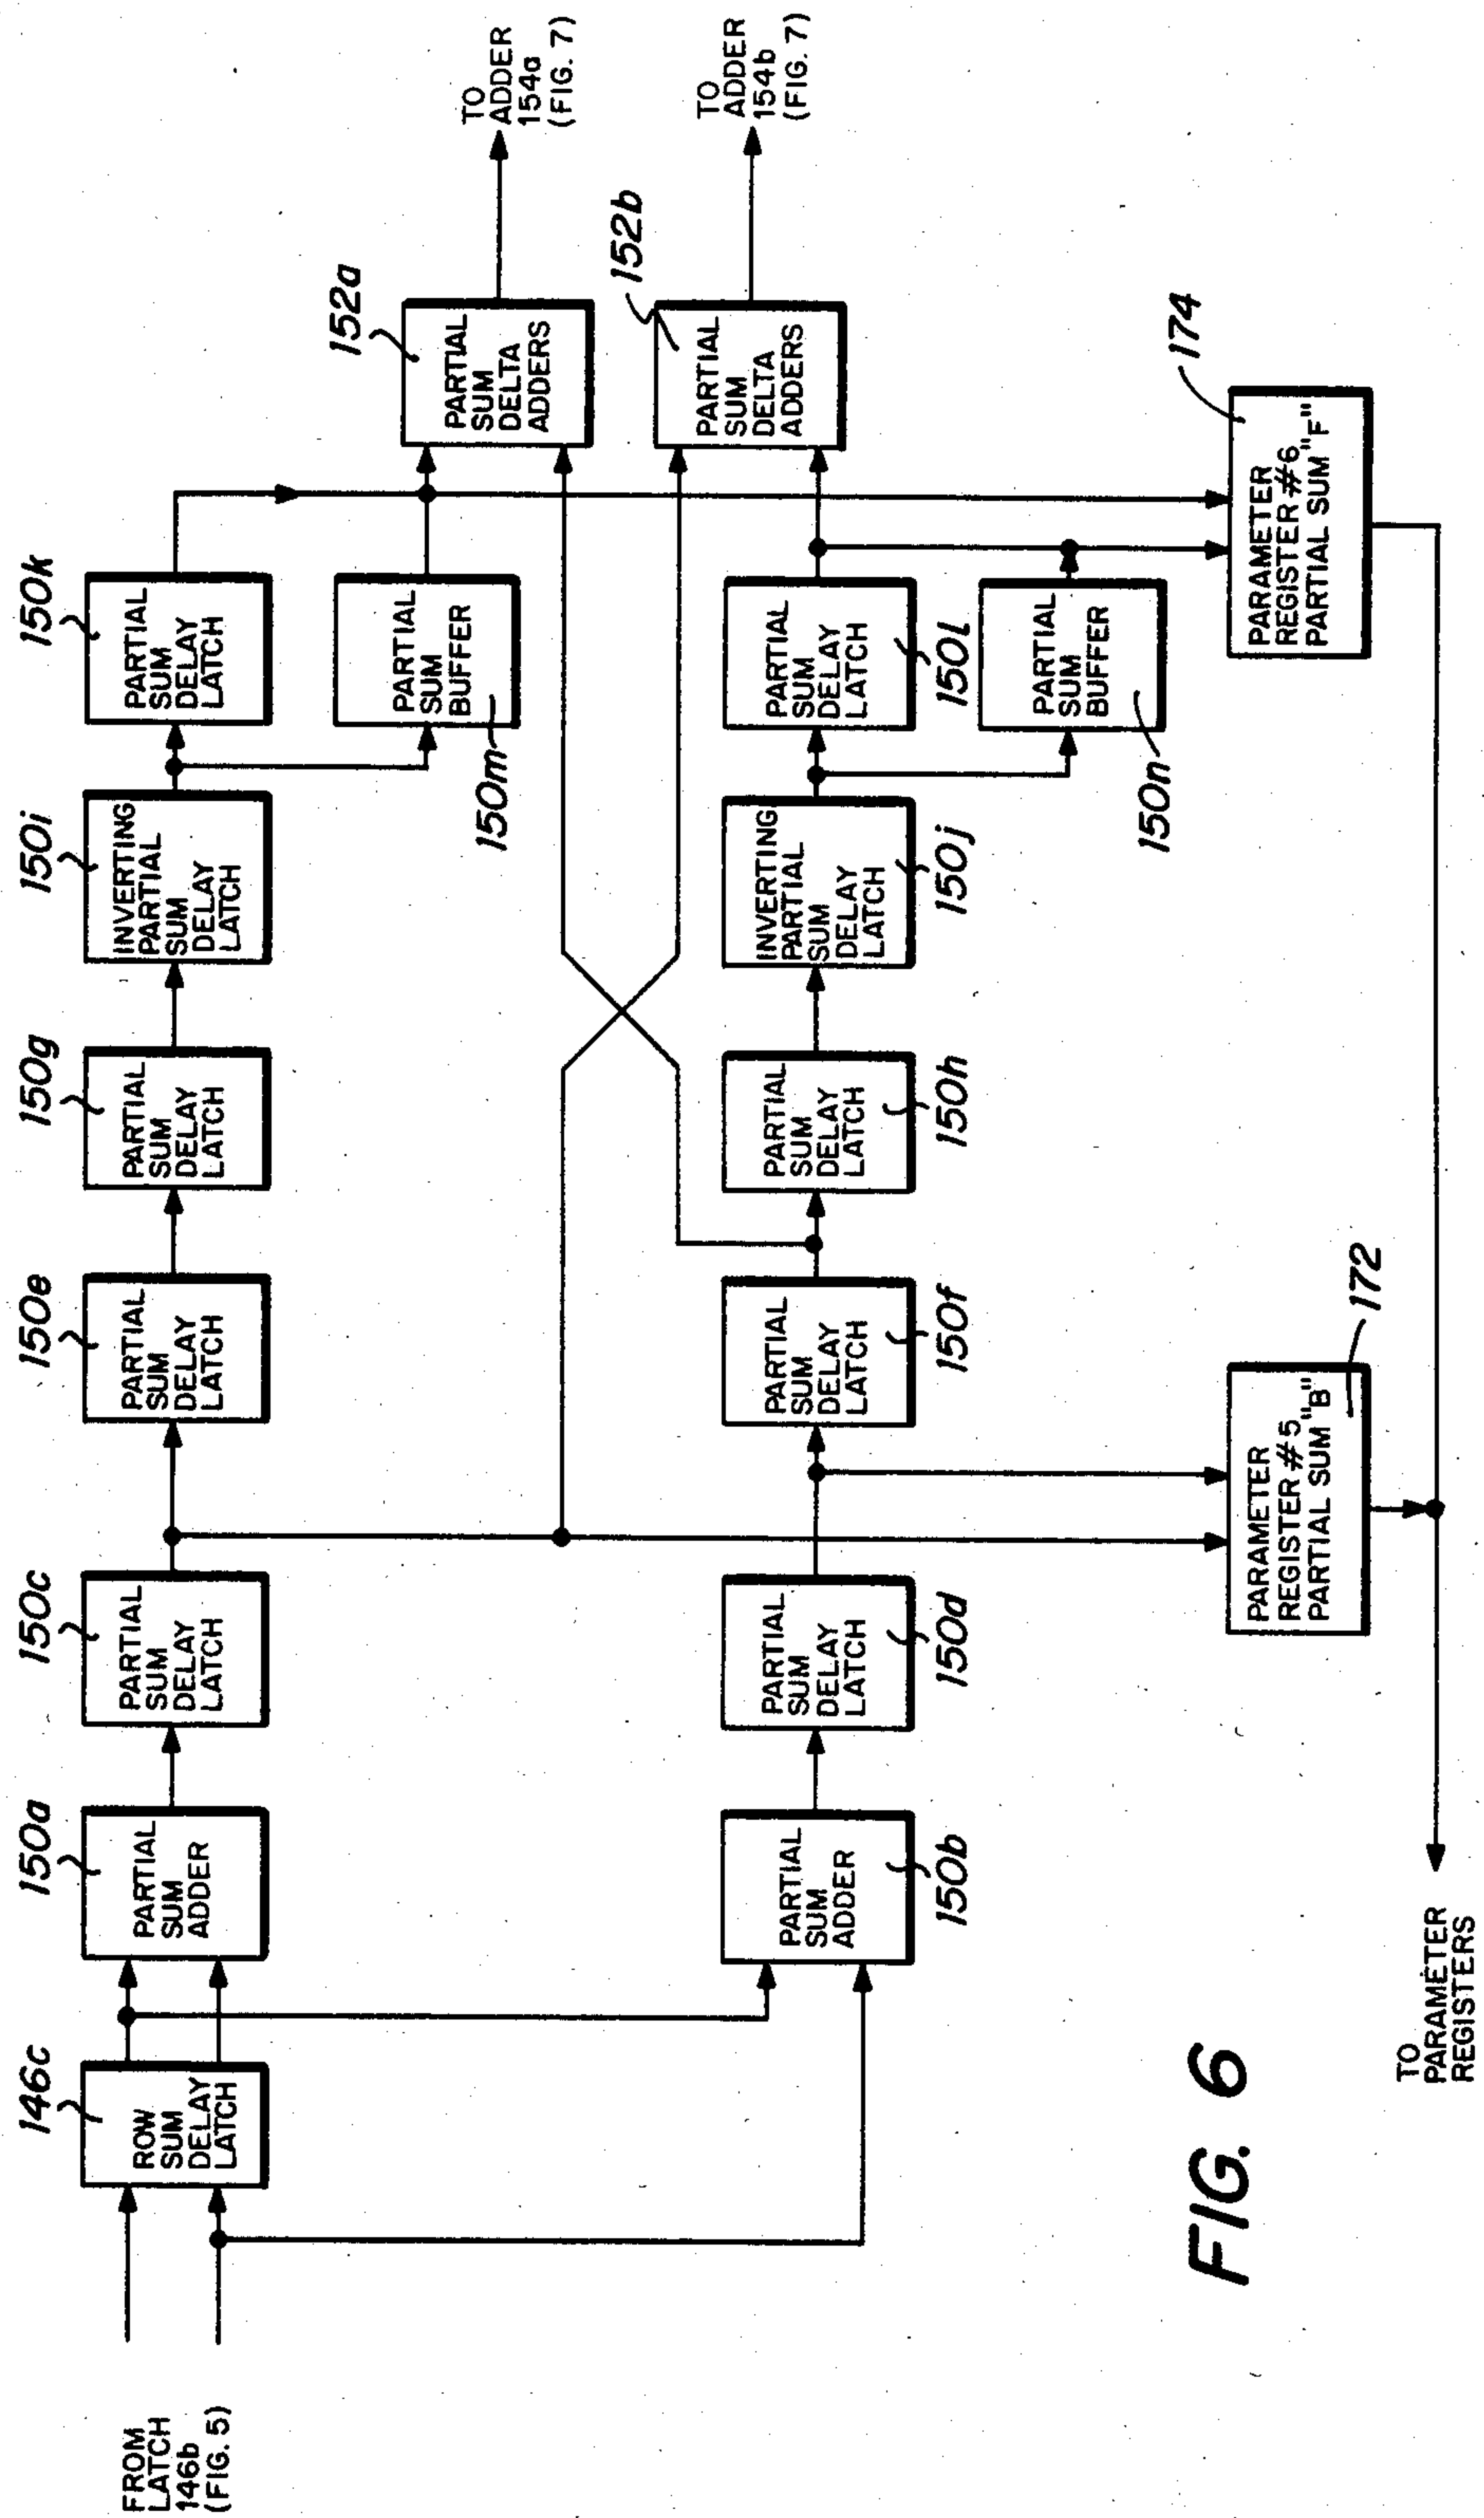 FROM
LATCH
146b
(FIG. 5)
146c
ROW
SUM
DELAY
LATCH
150a
PARTIAL
SUM
ADDER
150c
PARTIAL
SUM
DELAY
LATCH
150e
PARTIAL
SUM
DELAY
LATCH
150g
PARTIAL
SUM
DELAY
LATCH
150i
INVERTING
PARTIAL
SUM
DELAY
LATCH
150k
PARTIAL
SUM
DELAY
LATCH
PARTIAL
SUM
BUFFER
150m
152a
PARTIAL
SUM
DELTA
ADDERS
TO
ADDER
154a
(FIG. 7)
152b
PARTIAL
SUM
DELTA
ADDERS
TO
ADDER
154b
(FIG. 7)
PARTIAL
SUM
ADDER
150b
PARTIAL
SUM
DELAY
LATCH
150d
PARTIAL
SUM
DELAY
LATCH
150f
PARTIAL
SUM
DELAY
LATCH
150h
INVERTING
PARTIAL
SUM
DELAY
LATCH
150j
PARTIAL
SUM
DELAY
LATCH
150l
PARTIAL
SUM
BUFFER
150n
PARAMETER
REGISTER #5
PARTIAL SUM "B"
172
PARAMETER
REGISTER #6
PARTIAL SUM "F"
174
TO
PARAMETER
REGISTERS
FIG. 6